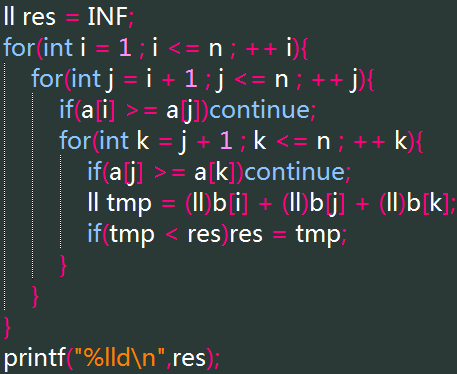 ll res = INF;
for(int i = 1 ; i <= n ; ++ i){
for(int j = i + 1 ; j <= n ; ++ j){
if(a[i] >= a[j])continue;
for(int k = j + 1 ; k <= n ; ++ k){
if(a[j] >= a[k])continue;
ll tmp = (ll)b[i] + (ll)b[j] + (ll)b[k];
if(tmp < res)res = tmp;
}
}
}
printf("%lld\n",res);